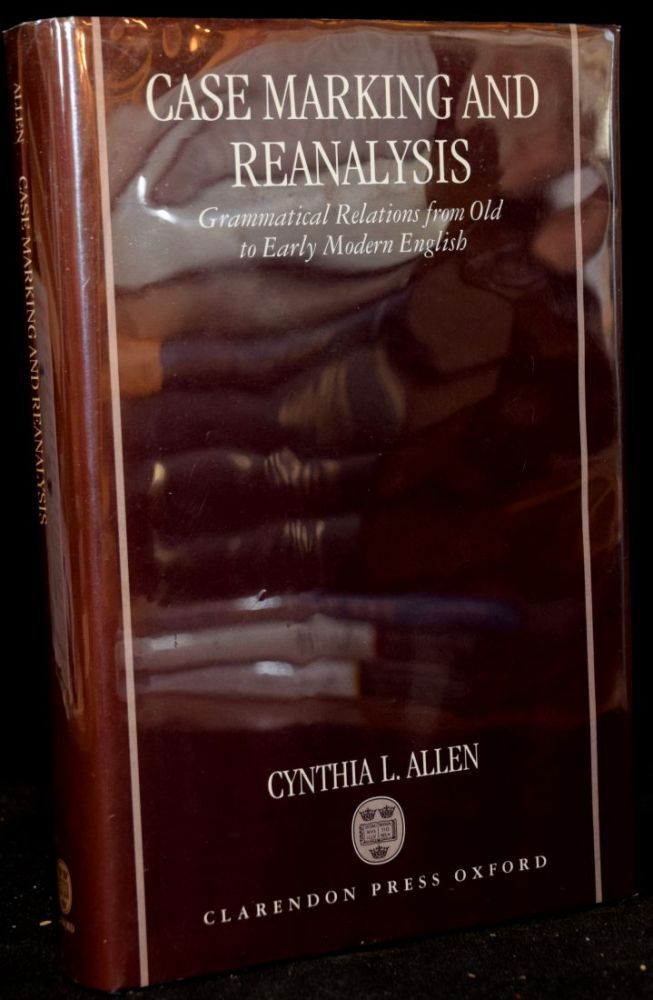 CASE MARKING AND
REANALYSIS
Grammatical Relations from Old
to Early Modern English
CYNTHIA L. ALLEN
CLARENDON PRESS OXFORD
ALLEN CASE MARKING AND REANALYSIS